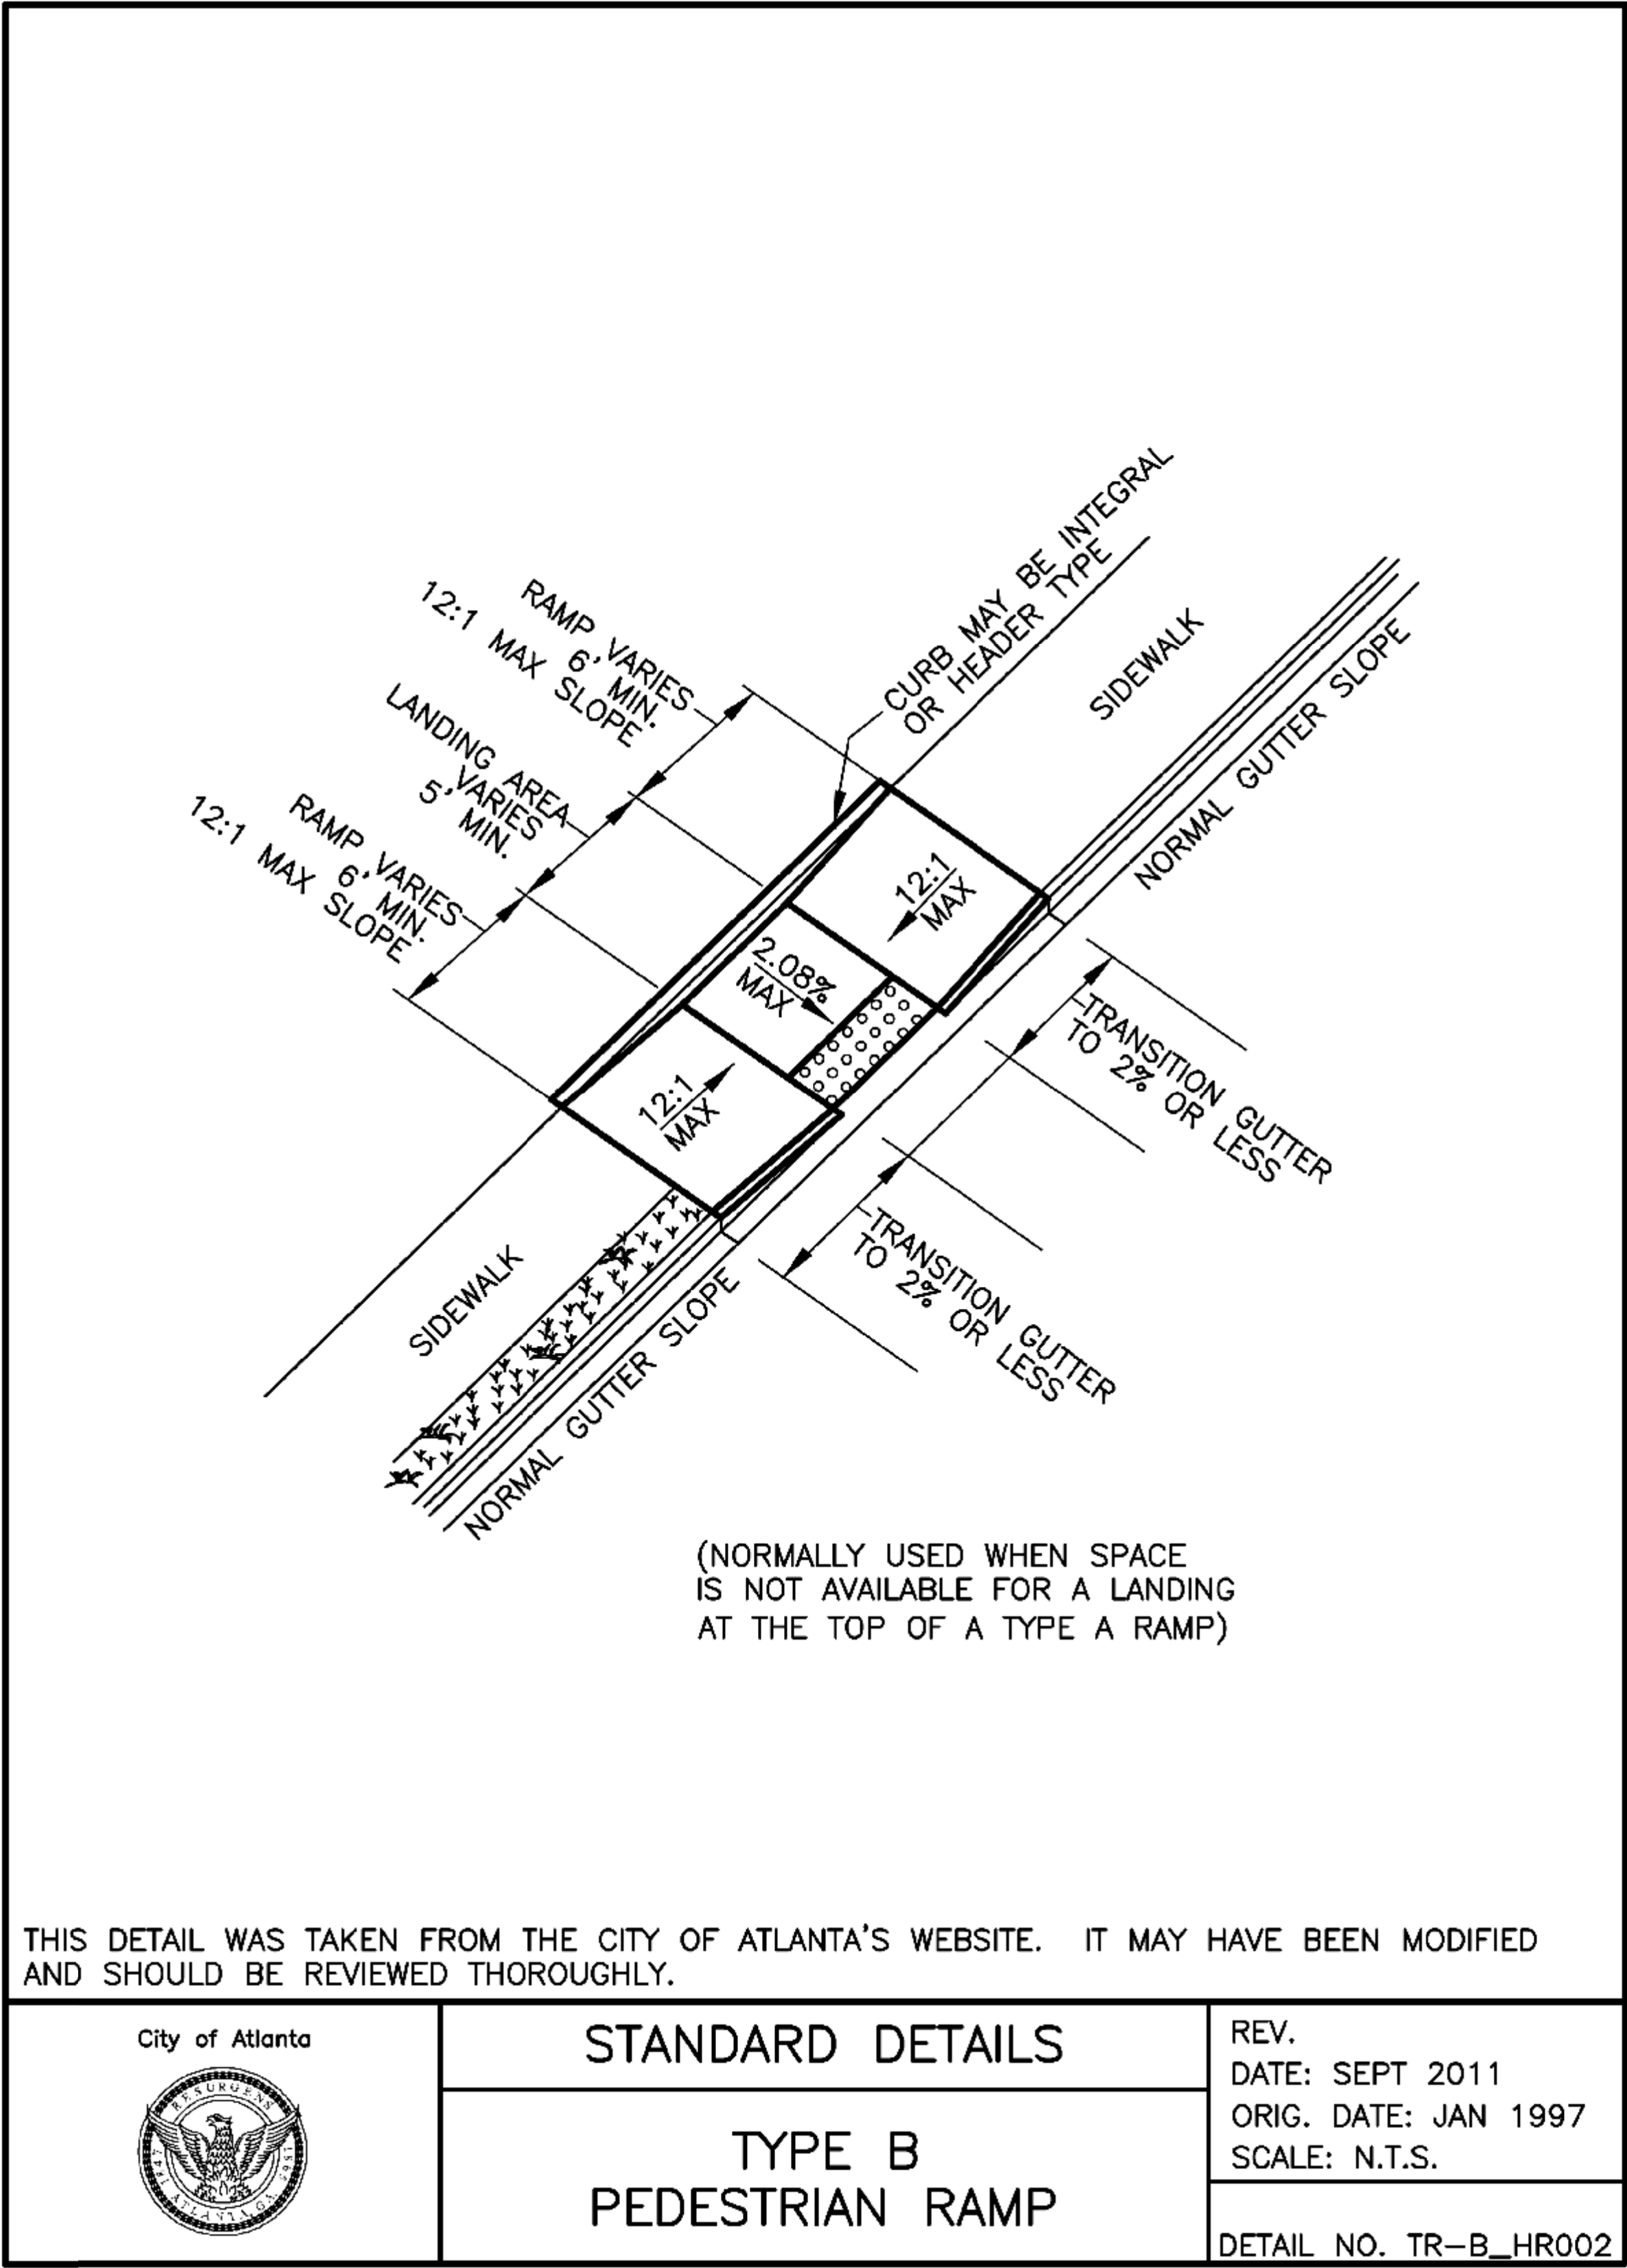 CURB MAY BE INTEGRAL
OR HEADER TYPE
RAMP VARIES
6' MIN.
12:1 MAX SLOPE
LANDING AREA
VARIES
5' MIN.
RAMP VARIES
6' MIN.
12:1 MAX SLOPE
SIDEWALK
NORMAL GUTTER SLOPE
12:1
MAX
2.08%
MAX
12:1
MAX
TRANSITION GUTTER
TO 2% OR LESS
TRANSITION GUTTER
TO 2% OR LESS
SIDEWALK
NORMAL GUTTER SLOPE
(NORMALLY USED WHEN SPACE
IS NOT AVAILABLE FOR A LANDING
AT THE TOP OF A TYPE A RAMP)
THIS DETAIL WAS TAKEN FROM THE CITY OF ATLANTA'S WEBSITE. IT MAY HAVE BEEN MODIFIED
AND SHOULD BE REVIEWED THOROUGHLY.
City of Atlanta
RESURGENS
1847 ATLANTA, GA. 1865
STANDARD DETAILS
TYPE B
PEDESTRIAN RAMP
REV.
DATE: SEPT 2011
ORIG. DATE: JAN 1997
SCALE: N.T.S.
DETAIL NO. TR-B_HR002